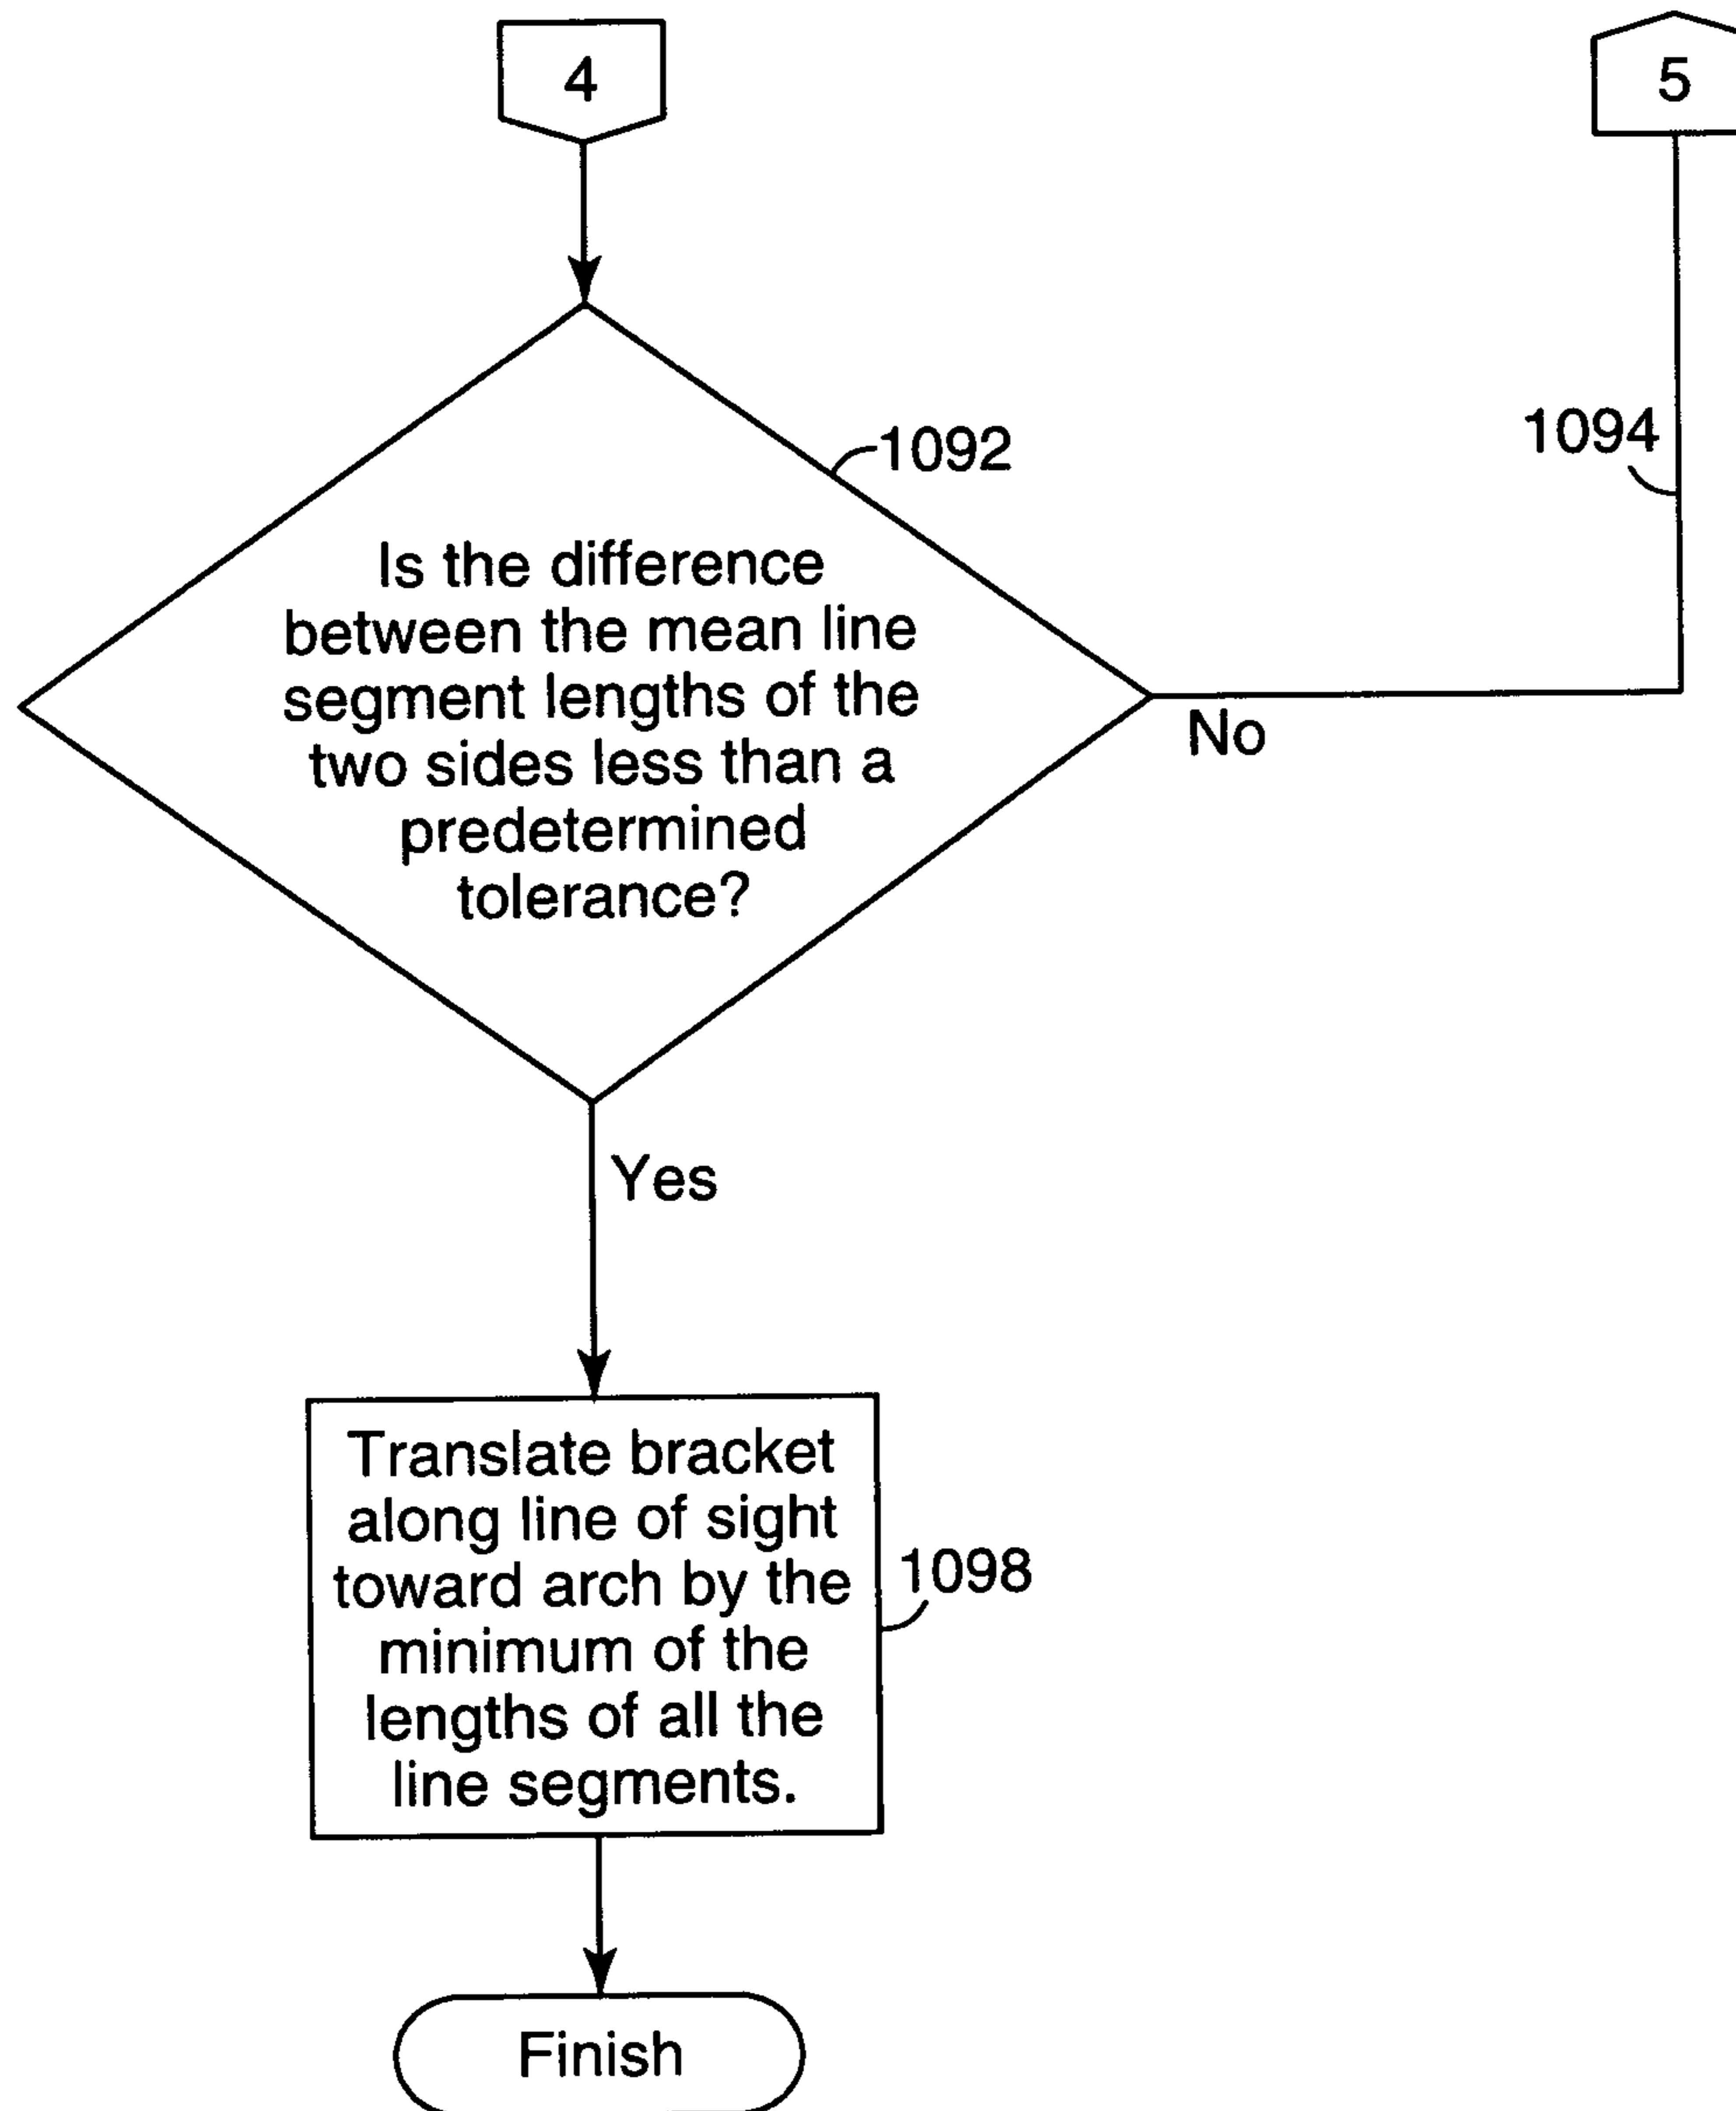 4
5
1092
1094
Is the difference
between the mean line
segment lengths of the
two sides less than a
predetermined
tolerance?
No
Yes
Translate bracket
along line of sight
toward arch by the
minimum of the
lengths of all the
line segments.
1098
Finish